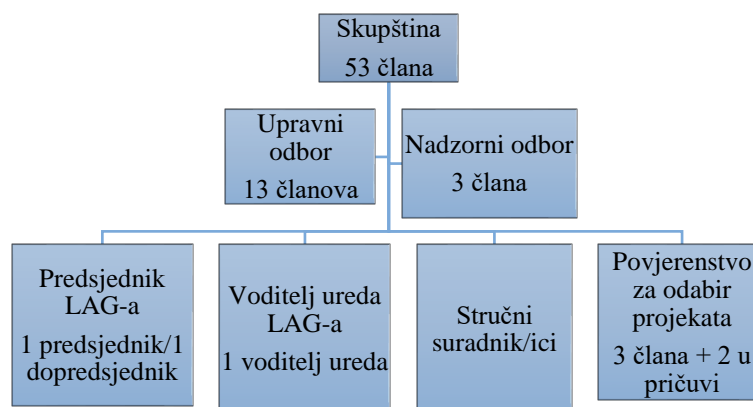 Skupština
53 člana
Upravni
odbor
13 članova
Nadzorni odbor
3 člana
Predsjednik
LAG-a
1 predsjednik/1
dopredsjednik
Voditelj ureda
LAG-a
1 voditelj ureda
Stručni
suradnik/ici
Povjerenstvo
za odabir
projekata
3 člana + 2 u
pričuvi